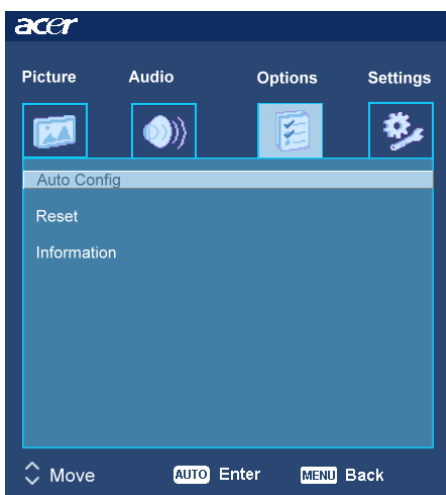 acer
Picture Audio Options Settings
Auto Config
Reset
Information
Move AUTO Enter MENU Back